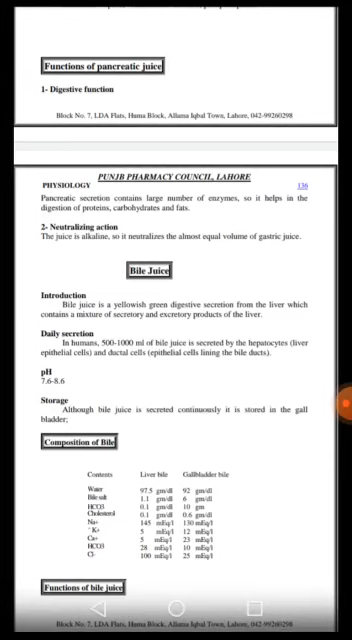 Functions of pancreatic juice
1- Digestive function
Block No. 7, LDA Flats, Huma Block, Allama Iqbal Town, Lahore, 042-99260298
PUNJB PHARMACY COUNCIL, LAHORE
PHYSIOLOGY 136
Pancreatic secretion contains large number of enzymes, so it helps in the
digestion of proteins, carbohydrates and fats.
2- Neutralizing action
The juice is alkaline, so it neutralizes the almost equal volume of gastric juice.
Bile Juice
Introduction
Bile juice is a yellowish green digestive secretion from the liver which
contains a mixture of secretory and excretory products of the liver.
Daily secretion
In humans, 500-1000 ml of bile juice is secreted by the hepatocytes (liver
epithelial cells) and ductal cells (epithelial cells lining the bile ducts).
pH
7.6-8.6
Storage
Although bile juice is secreted continuously it is stored in the gall
bladder;
Composition of Bile
Contents Liver bile Gallbladder bile
Water 97.5 gm/dl 92 gm/dl
Bile salt 1.1 gm/dl 6 gm/dl
HCO3 0.1 gm/dl 10 gm
Cholesterol 0.1 gm/dl 0.6 gm/dl
Na+ 145 mEq/l 130 mEq/l
K+ 5 mEq/l 12 mEq/l
Ca+ 5 mEq/l 23 mEq/l
HCO3 28 mEq/l 10 mEq/l
Cl- 100 mEq/l 25 mEq/l
Functions of bile juice
Block No. 7, LDA Flats, Huma Block, Allama Iqbal Town, Lahore, 042-99260298